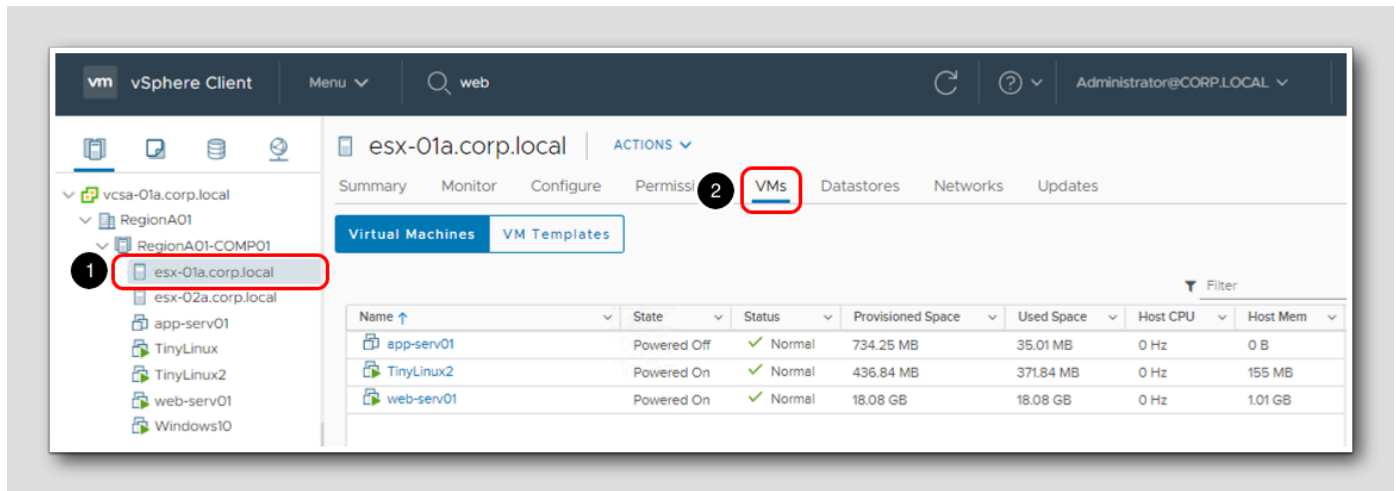 vm vSphere Client Menu web Administrator@CORP.LOCAL
esx-01a.corp.local ACTIONS
Summary Monitor Configure Permissi 2 VMs Datastores Networks Updates
Virtual Machines VM Templates
vcsa-01a.corp.local
RegionA01
RegionA01-COMP01
1 esx-01a.corp.local
esx-02a.corp.local
app-serv01
TinyLinux
TinyLinux2
web-serv01
Windows10
Filter
Name State Status Provisioned Space Used Space Host CPU Host Mem
app-serv01 Powered Off Normal 734.25 MB 35.01 MB 0 Hz 0 B
TinyLinux2 Powered On Normal 436.84 MB 371.84 MB 0 Hz 155 MB
web-serv01 Powered On Normal 18.08 GB 18.08 GB 0 Hz 1.01 GB